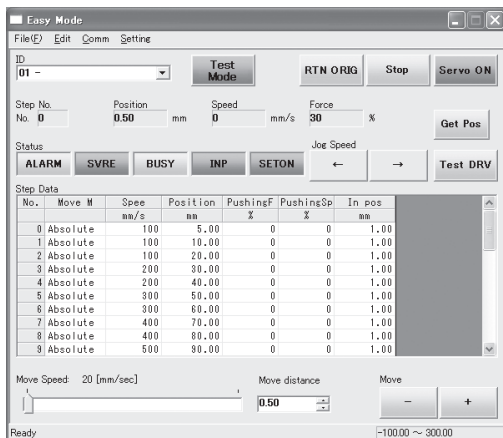 Easy Mode
File(F) Edit Comm Setting
ID
01 -
Test Mode
RTN ORIG
Stop
Servo ON
Step No. Position Speed Force
No. 0 0.50 mm 0 mm/s 30 %
Get Pos
Status Jog Speed
ALARM SVRE BUSY INP SETON ← → Test DRV
Step Data
No. Move M Spee Position PushingF PushingSp In pos
mm/s mm % % mm
0 Absolute 100 5.00 0 0 1.00
1 Absolute 100 10.00 0 0 1.00
2 Absolute 100 20.00 0 0 1.00
3 Absolute 200 30.00 0 0 1.00
4 Absolute 200 40.00 0 0 1.00
5 Absolute 300 50.00 0 0 1.00
6 Absolute 300 60.00 0 0 1.00
7 Absolute 400 70.00 0 0 1.00
8 Absolute 400 80.00 0 0 1.00
9 Absolute 500 90.00 0 0 1.00
Move Speed: 20 [mm/sec] Move distance Move
0.50 - +
Ready -100.00 ~ 300.00